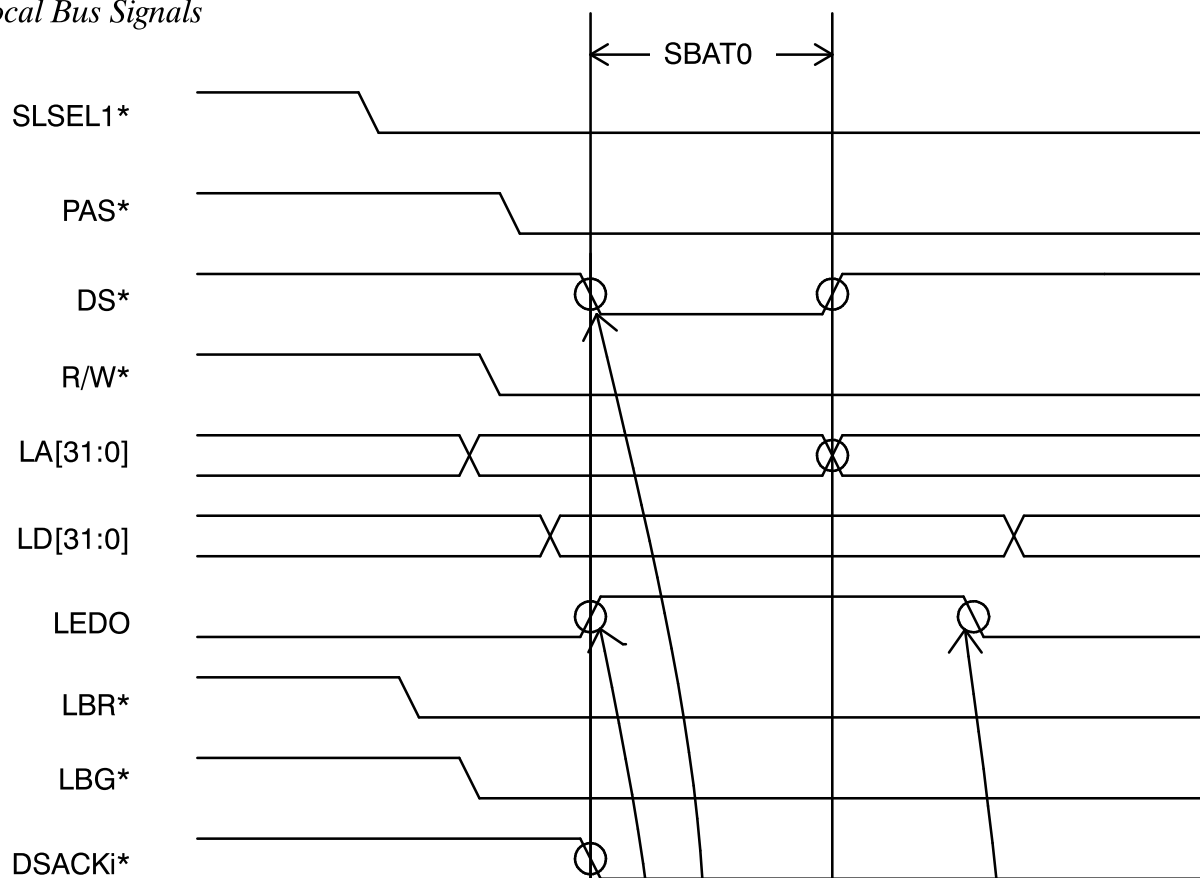 ocal Bus Signals
SBAT0
SLSEL1*
PAS*
DS*
R/W*
LA[31:0]
LD[31:0]
LEDO
LBR*
LBG*
DSACKi*